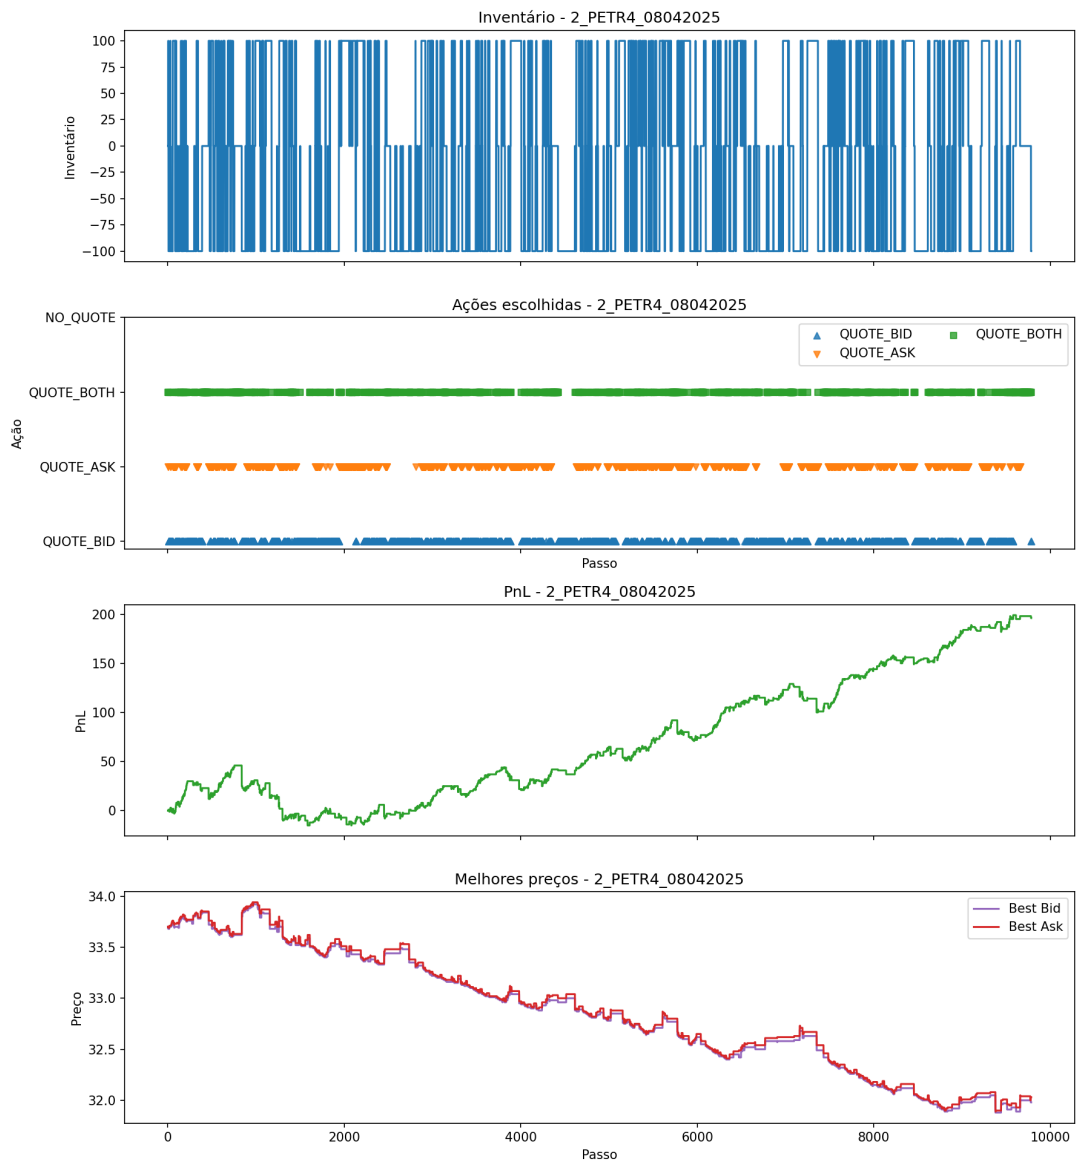 Inventário - 2_PETR4_08042025
100
75
50
25
0
−25
−50
−75
−100
Inventário
Ações escolhidas - 2_PETR4_08042025
NO_QUOTE
QUOTE_BOTH
QUOTE_ASK
QUOTE_BID
Ação
QUOTE_BID
QUOTE_ASK
QUOTE_BOTH
Passo
PnL - 2_PETR4_08042025
200
150
100
50
0
PnL
Melhores preços - 2_PETR4_08042025
34.0
33.5
33.0
32.5
32.0
Preço
Best Bid
Best Ask
0 2000 4000 6000 8000 10000
Passo